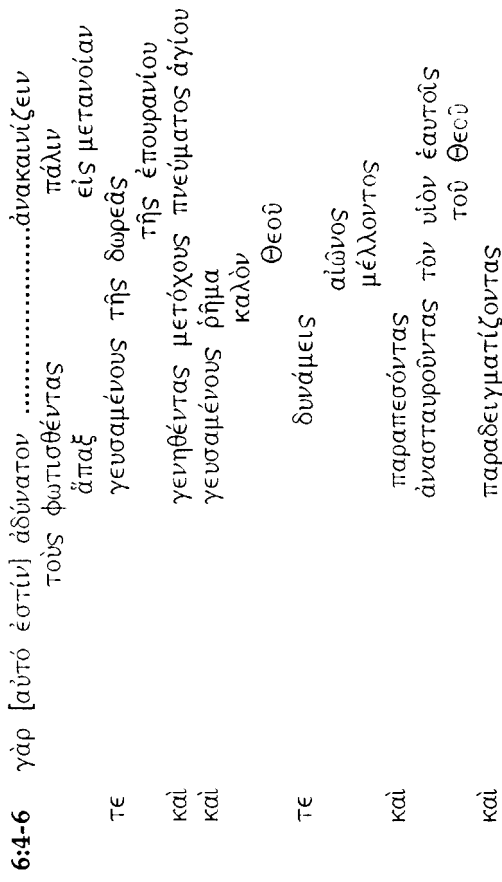 6:4-6 γὰρ [αὐτό ἐστίν] ἀδύνατον ........................ἀνακαινίζειν
τοὺς φωτισθέντας πάλιν
ἅπαξ εἰς μετανοίαν
τε γευσαμένους τῆς δωρεᾶς
τῆς ἐπουρανίου
καὶ γενηθέντας μετόχους πνεύματος ἁγίου
καὶ γευσαμένους ῥῆμα
καλὸν
Θεοῦ
τε δυνάμεις
αἰῶνος
μέλλοντος
καὶ παραπεσόντας
ἀνασταυροῦντας τὸν υἱὸν ἑαυτοῖς
τοῦ Θεοῦ
καὶ παραδειγματίζοντας